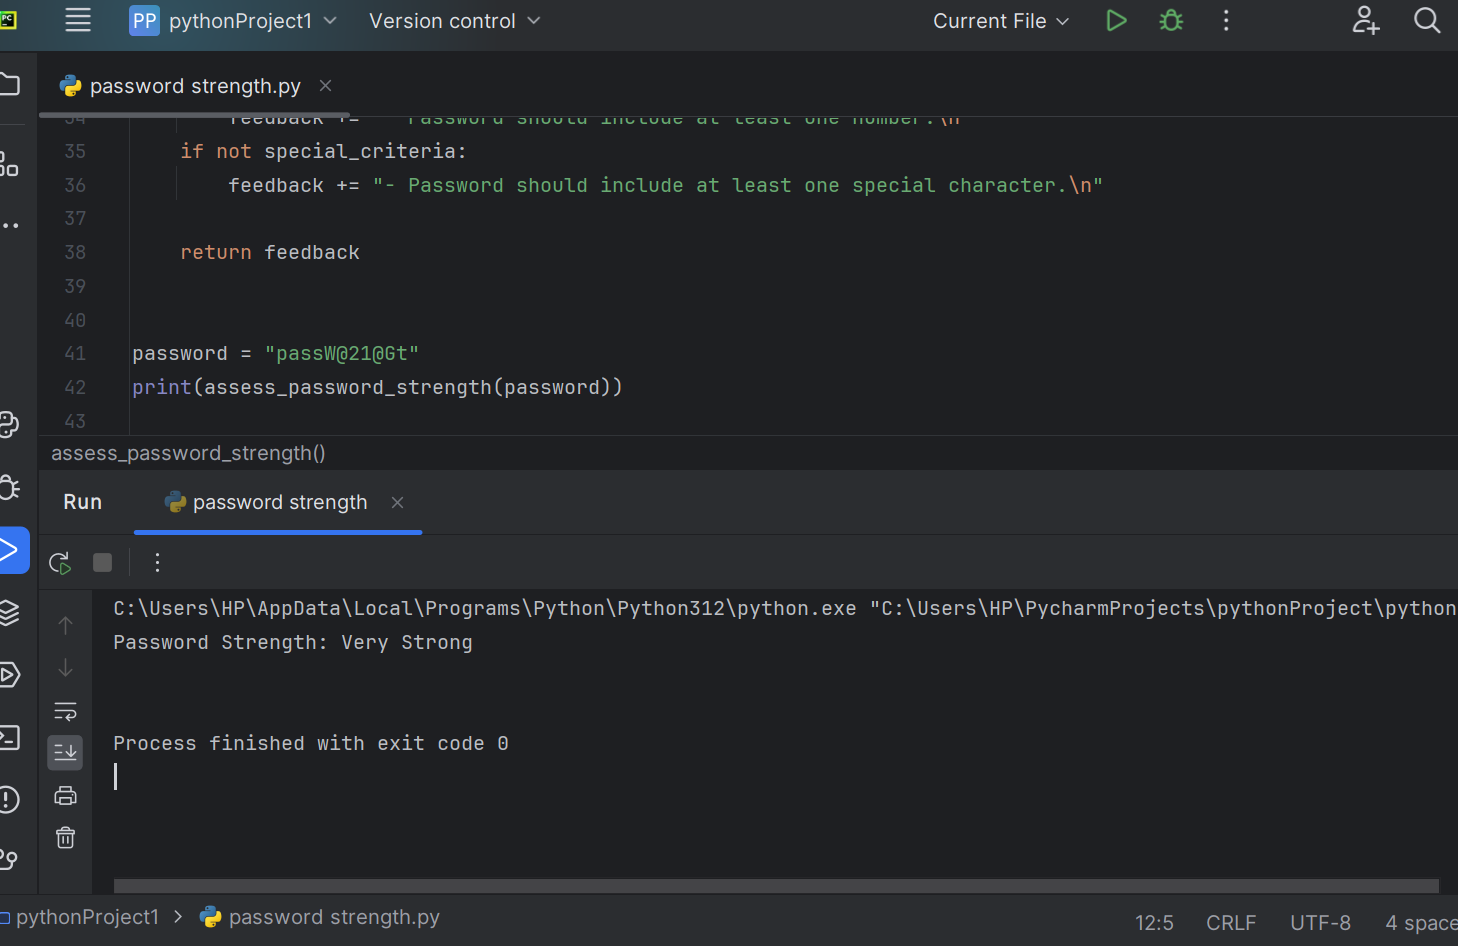 PC
PP pythonProject1 Version control Current File
password strength.py
34 feedback += "- Password should include at least one number.\n"
35 if not special_criteria:
36 feedback += "- Password should include at least one special character.\n"
37
38 return feedback
39
40
41 password = "passW@21@Gt"
42 print(assess_password_strength(password))
43
assess_password_strength()
Run password strength
C:\Users\HP\AppData\Local\Programs\Python\Python312\python.exe "C:\Users\HP\PycharmProjects\pythonProject\python
Password Strength: Very Strong
Process finished with exit code 0
pythonProject1 > password strength.py 12:5 CRLF UTF-8 4 space